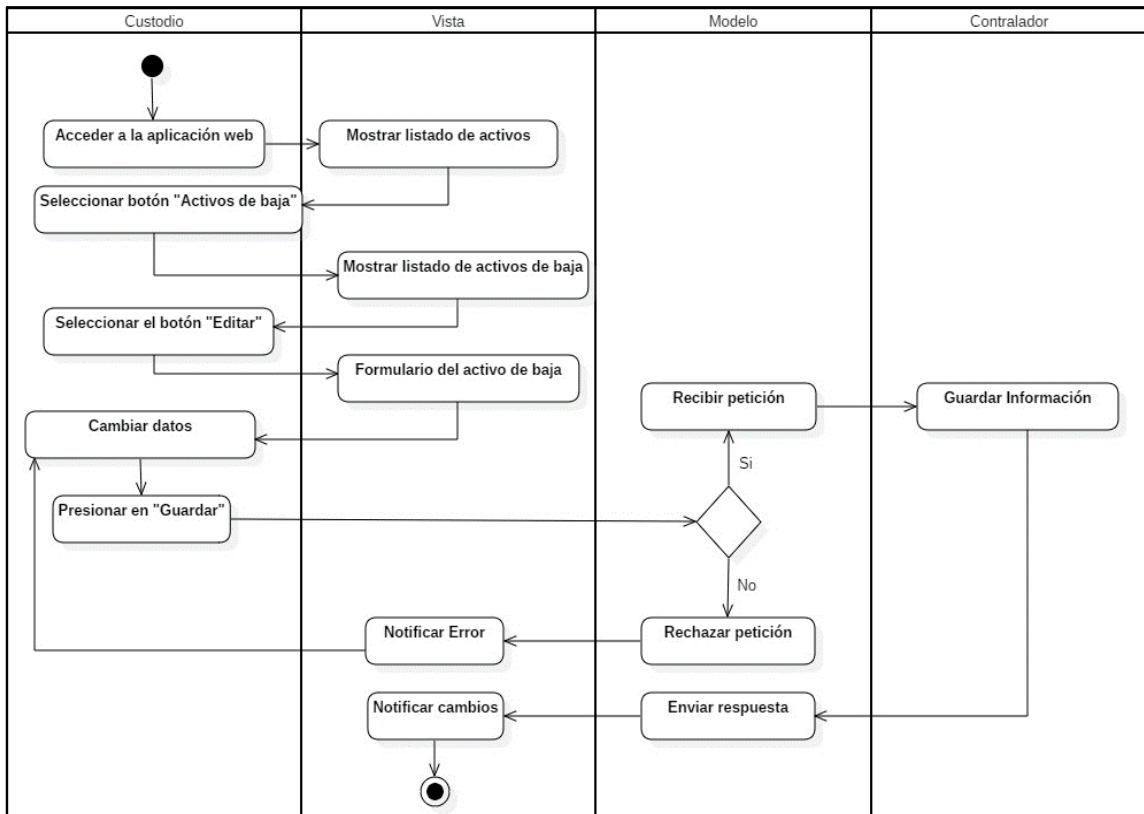 Custodio
Vista
Modelo
Contralador
Acceder a la aplicación web
Mostrar listado de activos
Seleccionar botón "Activos de baja"
Mostrar listado de activos de baja
Seleccionar el botón "Editar"
Formulario del activo de baja
Recibir petición
Guardar Información
Cambiar datos
Si
Presionar en "Guardar"
No
Notificar Error
Rechazar petición
Notificar cambios
Enviar respuesta